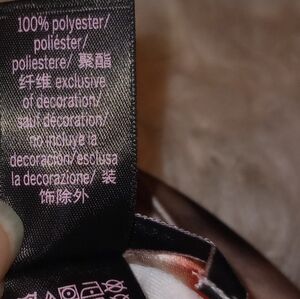 100% polyester/
poliéster/
poliestere/ 聚酯
纤维 exclusive
of decoration/
sauf décoration/
no incluye la
decoración/esclusa
la decorazione/ 装
饰除外